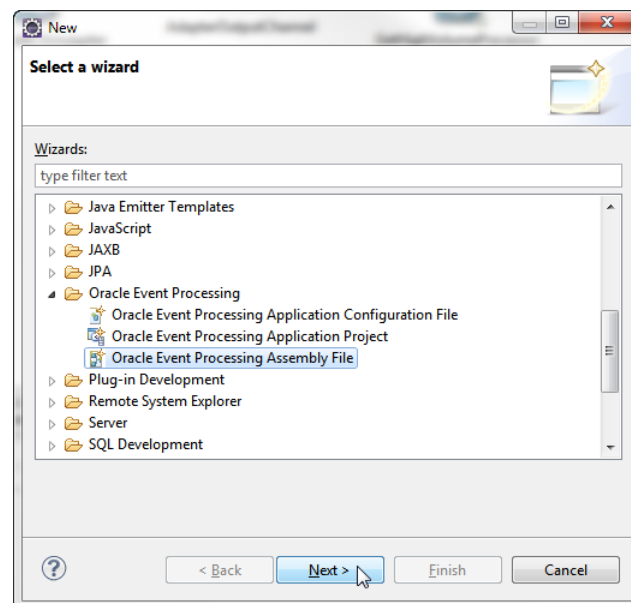 New
Select a wizard
Wizards:
type filter text
Java Emitter Templates
JavaScript
JAXB
JPA
Oracle Event Processing
Oracle Event Processing Application Configuration File
Oracle Event Processing Application Project
Oracle Event Processing Assembly File
Plug-in Development
Remote System Explorer
Server
SQL Development
? < Back Next > Finish Cancel